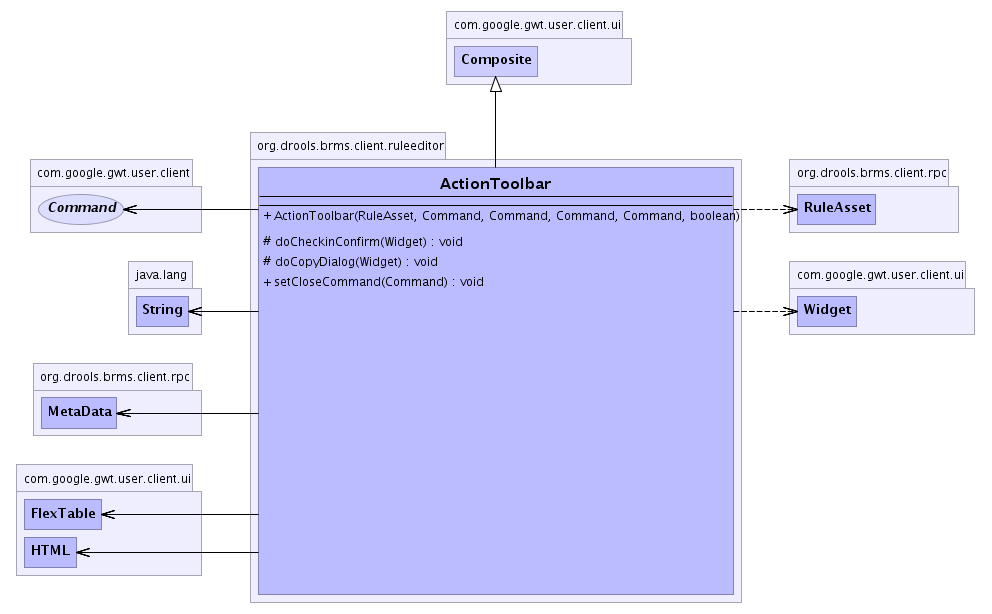 com.google.gwt.user.client.ui
Composite
org.drools.brms.client.ruleeditor
ActionToolbar
+ ActionToolbar(RuleAsset, Command, Command, Command, Command, boolean)
# doCheckinConfirm(Widget) : void
# doCopyDialog(Widget) : void
+ setCloseCommand(Command) : void
com.google.gwt.user.client
Command
java.lang
String
org.drools.brms.client.rpc
MetaData
com.google.gwt.user.client.ui
FlexTable
HTML
org.drools.brms.client.rpc
RuleAsset
com.google.gwt.user.client.ui
Widget